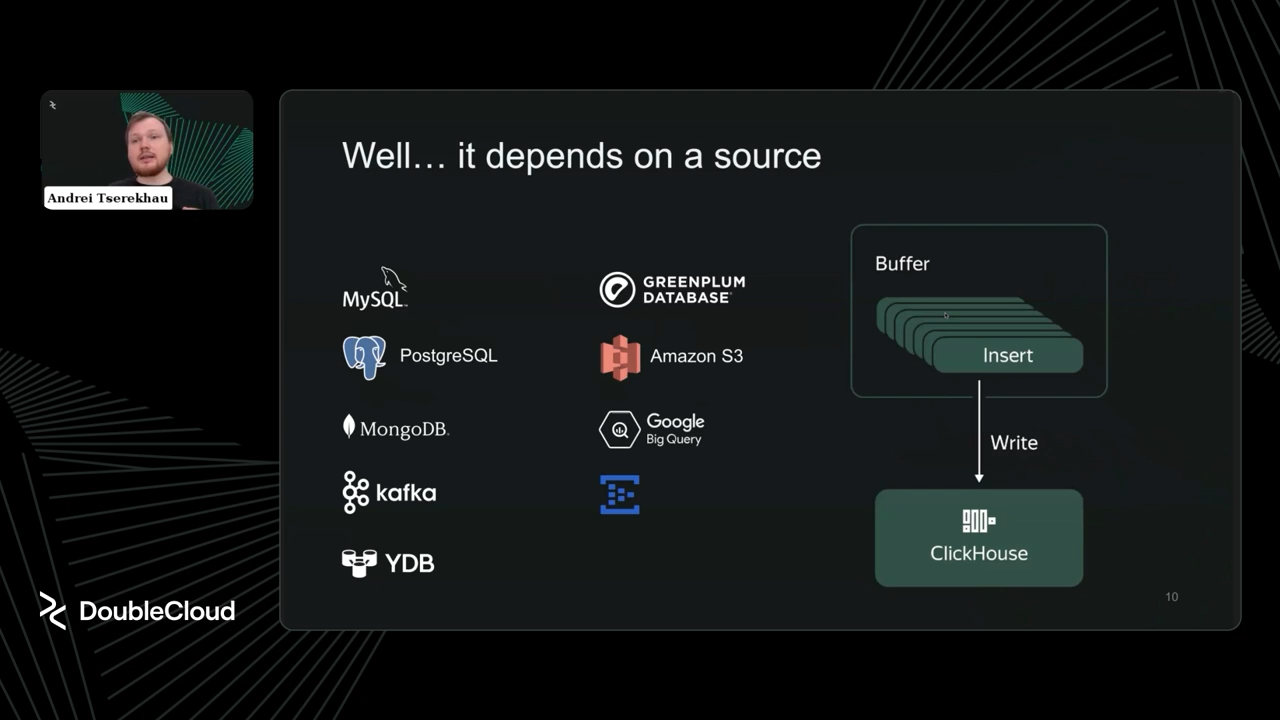 Andrei Tserekhau
DoubleCloud
Well... it depends on a source
MySQL™
PostgreSQL
MongoDB.
kafka
YDB
GREENPLUM
DATABASE
Amazon S3
Google
Big Query
Buffer
Insert
Write
ClickHouse
10